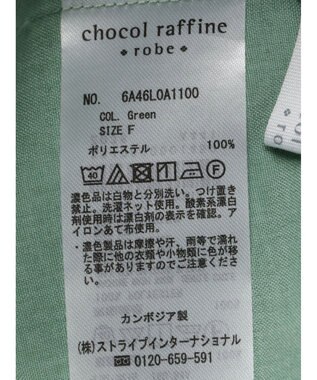 chocol raffine
robe
NO. 6A46L0A1100
COL. Green
SIZE F
ポリエステル 100%
40
F
濃色品は白物と分別洗い。つけ置き
禁止。洗濯ネット使用。酸素系漂白
剤使用時は漂白剤の表示を確認。ア
イロンあて布使用。
・濃色製品は摩擦や汗、雨等で濡れ
た際に他の衣類や小物類に色が移
る事がありますのでご注意くださ
い。
カンボジア製
(株)ストライプインターナショナル
☎ 0120-659-591